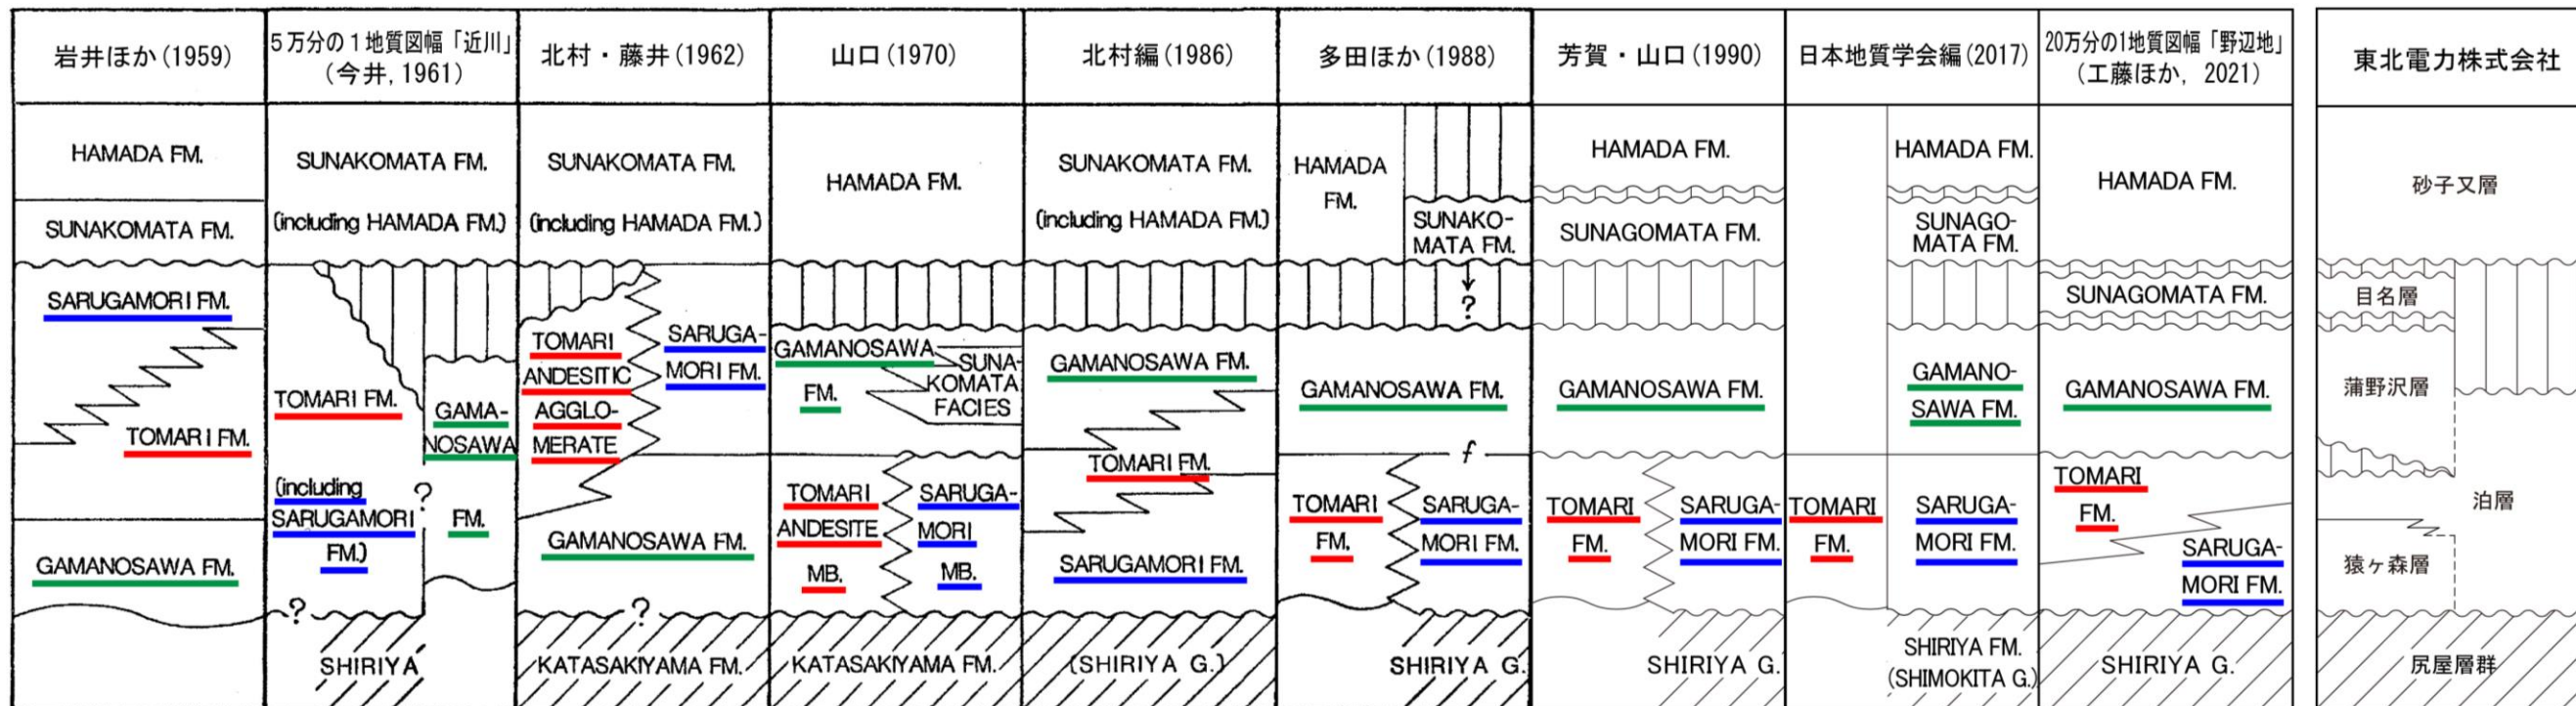 岩井ほか(1959)
HAMADA FM.
SUNAKOMATA FM.
SARUGAMORI FM.
TOMARI FM.
GAMANOSAWA FM.
5万分の1地質図幅「近川」
(今井, 1961)
SUNAKOMATA FM.
(including HAMADA FM.)
TOMARI FM.
(including
SARUGAMORI
FM.)
GAMA-
NOSAWA
?
FM.
?
SHIRIYA
北村・藤井(1962)
SUNAKOMATA FM.
(including HAMADA FM.)
TOMARI
ANDESITIC
AGGLO-
MERATE
SARUGA-
MORI FM.
GAMANOSAWA FM.
?
KATASAKIYAMA FM.
山口(1970)
HAMADA FM.
GAMANOSAWA
FM.
SUNA-
KOMATA
FACIES
TOMARI
ANDESITE
MB.
SARUGA-
MORI
MB.
KATASAKIYAMA FM.
北村編(1986)
SUNAKOMATA FM.
(including HAMADA FM.)
GAMANOSAWA FM.
TOMARI FM.
SARUGAMORI FM.
(SHIRIYA G.)
多田ほか(1988)
HAMADA
FM.
SUNAKO-
MATA FM.
?
GAMANOSAWA FM.
f
TOMARI
FM.
SARUGA-
MORI FM.
SHIRIYA G.
芳賀・山口(1990)
HAMADA FM.
SUNAGOMATA FM.
GAMANOSAWA FM.
TOMARI
FM.
SARUGA-
MORI FM.
SHIRIYA G.
日本地質学会編(2017)
HAMADA FM.
SUNAGO-
MATA FM.
GAMANO-
SAWA FM.
TOMARI
FM.
SARUGA-
MORI FM.
SHIRIYA FM.
(SHIMOKITA G.)
20万分の1地質図幅「野辺地」
(工藤ほか, 2021)
HAMADA FM.
SUNAGOMATA FM.
GAMANOSAWA FM.
TOMARI
FM.
SARUGA-
MORI FM.
SHIRIYA G.
東北電力株式会社
砂子又層
目名層
蒲野沢層
泊層
猿ヶ森層
尻屋層群